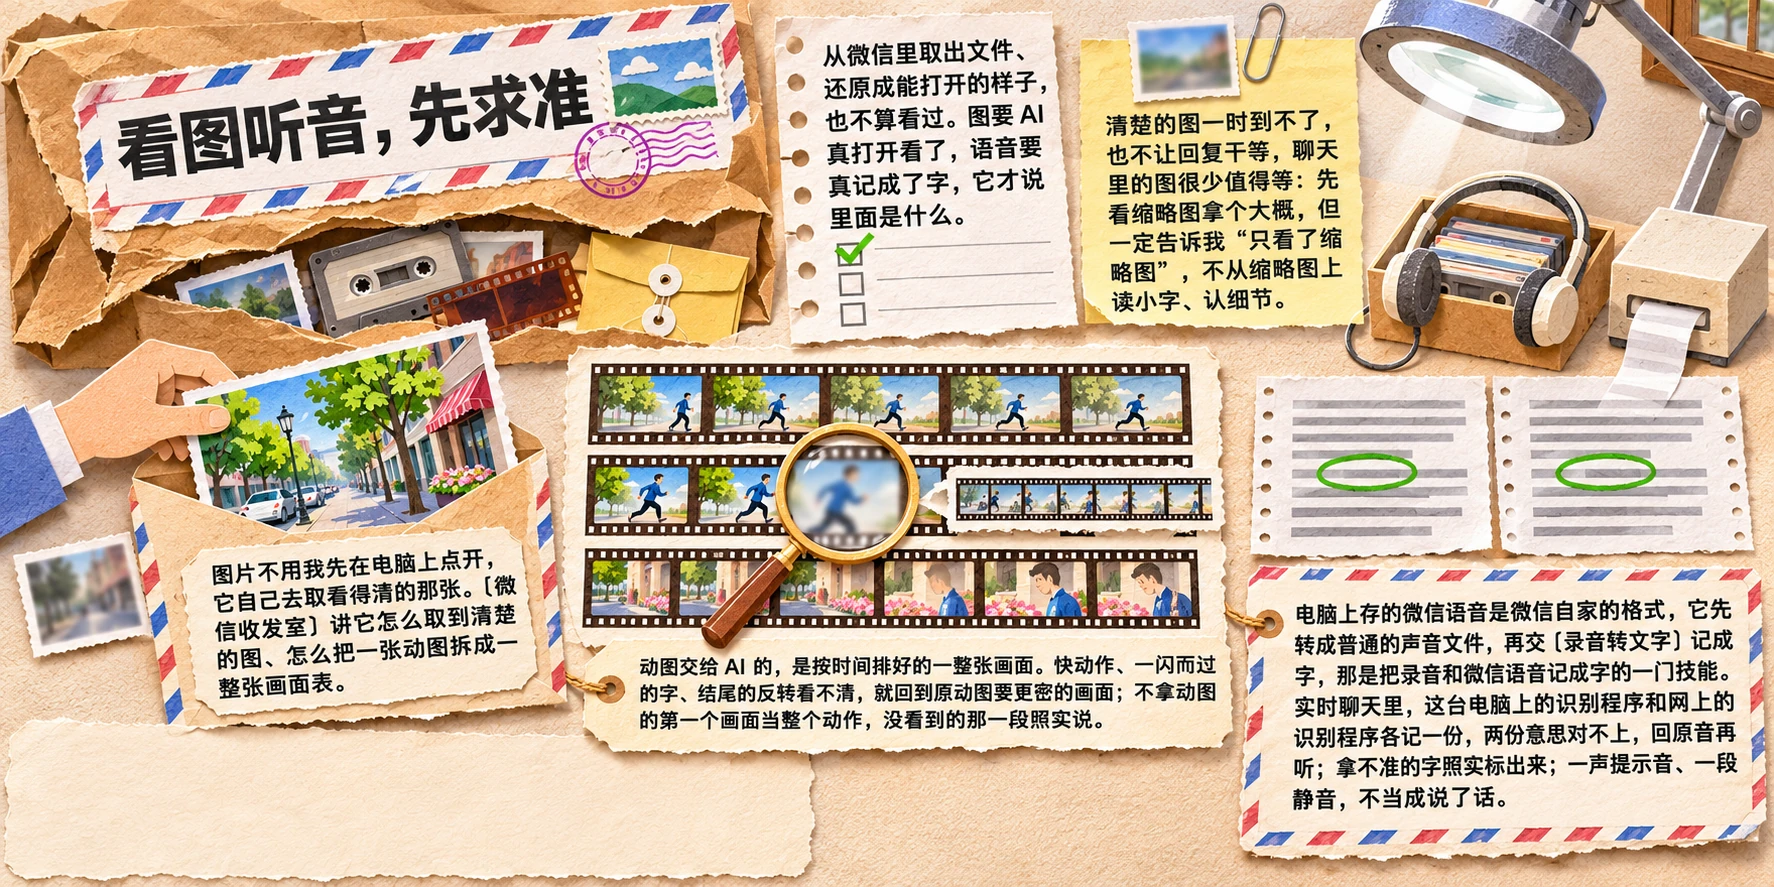 看图听音，先求准
从微信里取出文件、
还原成能打开的样子，
也不算看过。图要 AI
真打开看了，语音要
真记成了字，它才说
里面是什么。
清楚的图一时到不了，
也不让回复干等，聊天
里的图很少值得等：先
看缩略图拿个大概，但
一定告诉我“只看了缩
略图”，不从缩略图上
读小字、认细节。
图片不用我先在电脑上点开，
它自己去取看得清的那张。〔微
信收发室〕讲它怎么取到清楚
的图、怎么把一张动图拆成一
整张画面表。
动图交给 AI 的，是按时间排好的一整张画面。快动作、一闪而过
的字、结尾的反转看不清，就回到原动图要更密的画面；不拿动图
的第一个画面当整个动作，没看到的那一段照实说。
电脑上存的微信语音是微信自家的格式，它先
转成普通的声音文件，再交〔录音转文字〕记成
字，那是把录音和微信语音记成字的一门技能。
实时聊天里，这台电脑上的识别程序和网上的
识别程序各记一份，两份意思对不上，回原音再
听；拿不准的字照实标出来；一声提示音、一段
静音，不当成说了话。